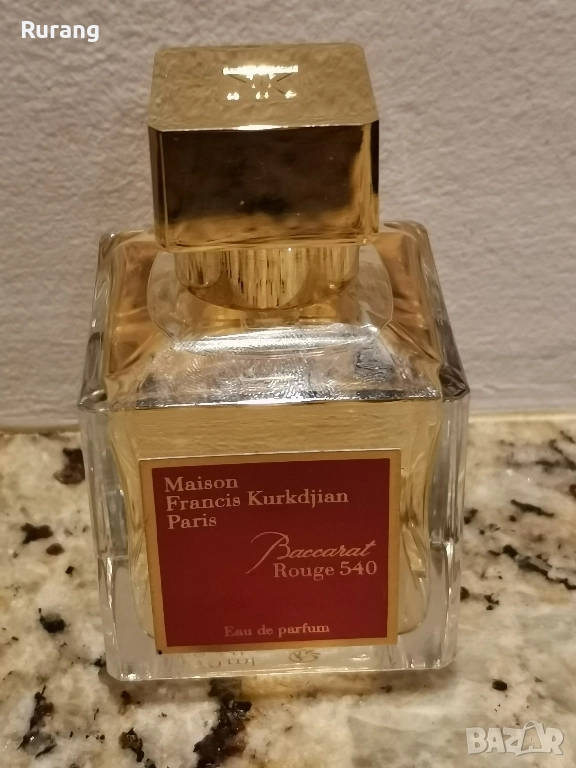 Rurang
Maison
Francis Kurkdjian
Paris
Baccarat
Rouge 540
Eau de parfum
BAZAR